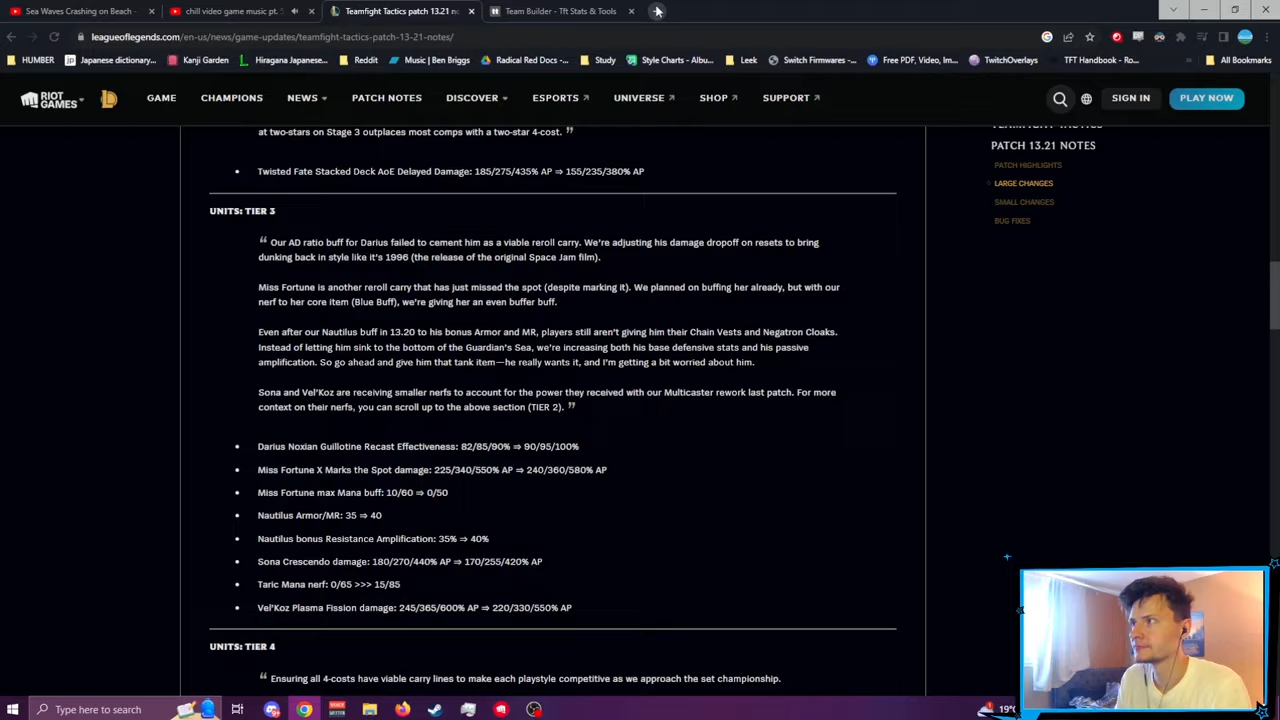 Sea Waves Crashing on Beach -
chill video game music pt. 5
Teamfight Tactics patch 13.21 no
Team Builder - Tft Stats & Tools
leagueoflegends.com/en-us/news/game-updates/teamfight-tactics-patch-13-21-notes/
HUMBER
Japanese dictionary...
Kanji Garden
Hiragana Japanese...
Reddit
Music | Ben Briggs
Radical Red Docs -...
Study
Style Charts - Albu...
Leek
Switch Firmwares -...
Free PDF, Video, Im...
TwitchOverlays
TFT Handbook - Ro...
All Bookmarks
RIOT GAMES
GAME
CHAMPIONS
NEWS
PATCH NOTES
DISCOVER
ESPORTS
UNIVERSE
SHOP
SUPPORT
SIGN IN
PLAY NOW
at two-stars on Stage 3 outplaces most comps with a two-star 4-cost. ”
• Twisted Fate Stacked Deck AoE Delayed Damage: 185/275/435% AP ⇒ 155/235/380% AP
UNITS: TIER 3
“ Our AD ratio buff for Darius failed to cement him as a viable reroll carry. We're adjusting his damage dropoff on resets to bring
dunking back in style like it's 1996 (the release of the original Space Jam film).
Miss Fortune is another reroll carry that has just missed the spot (despite marking it). We planned on buffing her already, but with our
nerf to her core item (Blue Buff), we're giving her an even buffer buff.
Even after our Nautilus buff in 13.20 to his bonus Armor and MR, players still aren't giving him their Chain Vests and Negatron Cloaks.
Instead of letting him sink to the bottom of the Guardian's Sea, we're increasing both his base defensive stats and his passive
amplification. So go ahead and give him that tank item—he really wants it, and I'm getting a bit worried about him.
Sona and Vel'Koz are receiving smaller nerfs to account for the power they received with our Multicaster rework last patch. For more
context on their nerfs, you can scroll up to the above section (TIER 2). ”
• Darius Noxian Guillotine Recast Effectiveness: 82/85/90% ⇒ 90/95/100%
• Miss Fortune X Marks the Spot damage: 225/340/550% AP ⇒ 240/360/580% AP
• Miss Fortune max Mana buff: 10/60 ⇒ 0/50
• Nautilus Armor/MR: 35 ⇒ 40
• Nautilus bonus Resistance Amplification: 35% ⇒ 40%
• Sona Crescendo damage: 180/270/440% AP ⇒ 170/255/420% AP
• Taric Mana nerf: 0/65 >>> 15/85
• Vel'Koz Plasma Fission damage: 245/365/600% AP ⇒ 220/330/550% AP
UNITS: TIER 4
“ Ensuring all 4-costs have viable carry lines to make each playstyle competitive as we approach the set championship.
TEAMFIGHT TACTICS
PATCH 13.21 NOTES
PATCH HIGHLIGHTS
LARGE CHANGES
SMALL CHANGES
BUG FIXES
Type here to search
19°